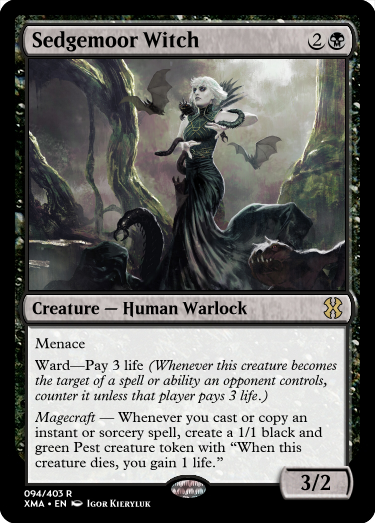 Sedgemoor Witch 2
Creature — Human Warlock
Menace
Ward—Pay 3 life (Whenever this creature becomes
the target of a spell or ability an opponent controls,
counter it unless that player pays 3 life.)
Magecraft — Whenever you cast or copy an
instant or sorcery spell, create a 1/1 black and
green Pest creature token with “When this
creature dies, you gain 1 life.”
3/2
094/403 R
XMA • EN Igor Kieryluk